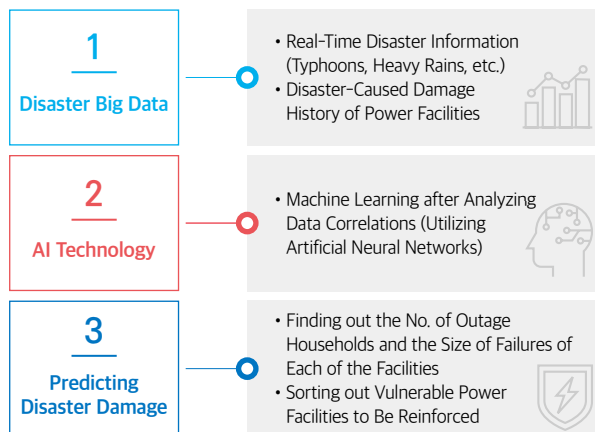 1
Disaster Big Data
• Real-Time Disaster Information
(Typhoons, Heavy Rains, etc.)
• Disaster-Caused Damage
History of Power Facilities
2
AI Technology
• Machine Learning after Analyzing
Data Correlations (Utilizing
Artificial Neural Networks)
3
Predicting
Disaster Damage
• Finding out the No. of Outage
Households and the Size of Failures of
Each of the Facilities
• Sorting out Vulnerable Power
Facilities to Be Reinforced